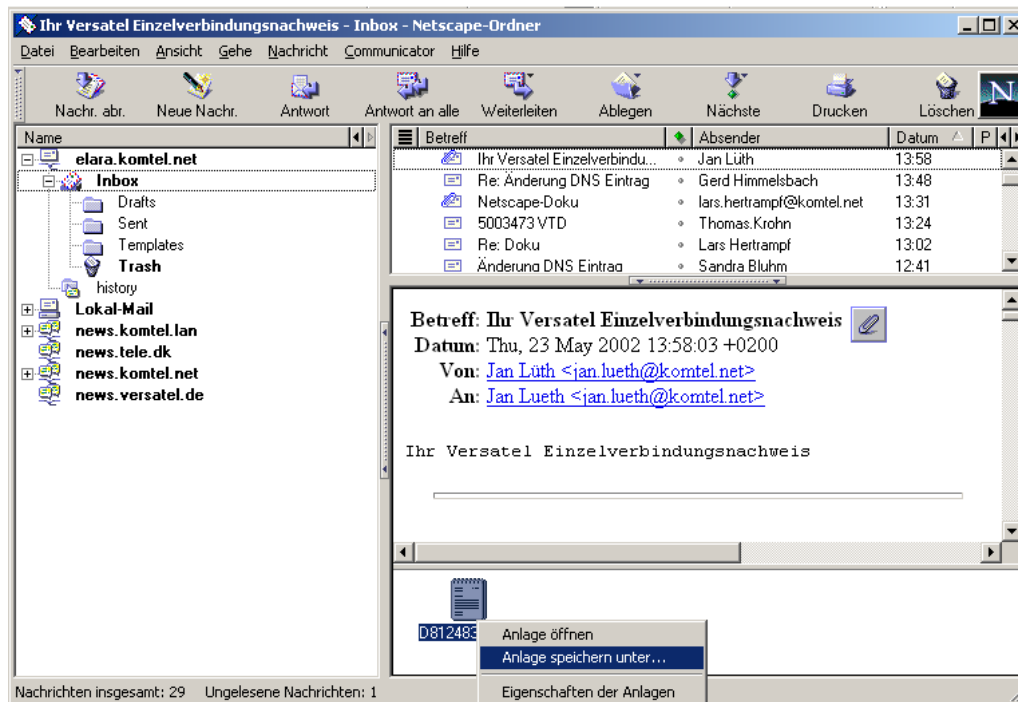 Ihr Versatel Einzelverbindungsnachweis - Inbox - Netscape-Ordner
Datei Bearbeiten Ansicht Gehe Nachricht Communicator Hilfe
Nachr. abr. Neue Nachr. Antwort Antwort an alle Weiterleiten Ablegen Nächste Drucken Löschen N
Name
elara.komtel.net
Inbox
Drafts
Sent
Templates
Trash
history
Lokal-Mail
news.komtel.lan
news.tele.dk
news.komtel.net
news.versatel.de
Betreff Absender Datum P
Ihr Versatel Einzelverbindu... Jan Lüth 13:58
Re: Änderung DNS Eintrag Gerd Himmelsbach 13:48
Netscape-Doku lars.hertrampf@komtel.net 13:31
5003473 VTD Thomas.Krohn 13:24
Re: Doku Lars Hertrampf 13:02
Änderung DNS Eintrag Sandra Bluhm 12:41
Betreff: Ihr Versatel Einzelverbindungsnachweis
Datum: Thu, 23 May 2002 13:58:03 +0200
Von: Jan Lüth <jan.lueth@komtel.net>
An: Jan Lueth <jan.lueth@komtel.net>
Ihr Versatel Einzelverbindungsnachweis
D812483
Anlage öffnen
Anlage speichern unter...
Eigenschaften der Anlagen
Nachrichten insgesamt: 29 Ungelesene Nachrichten: 1